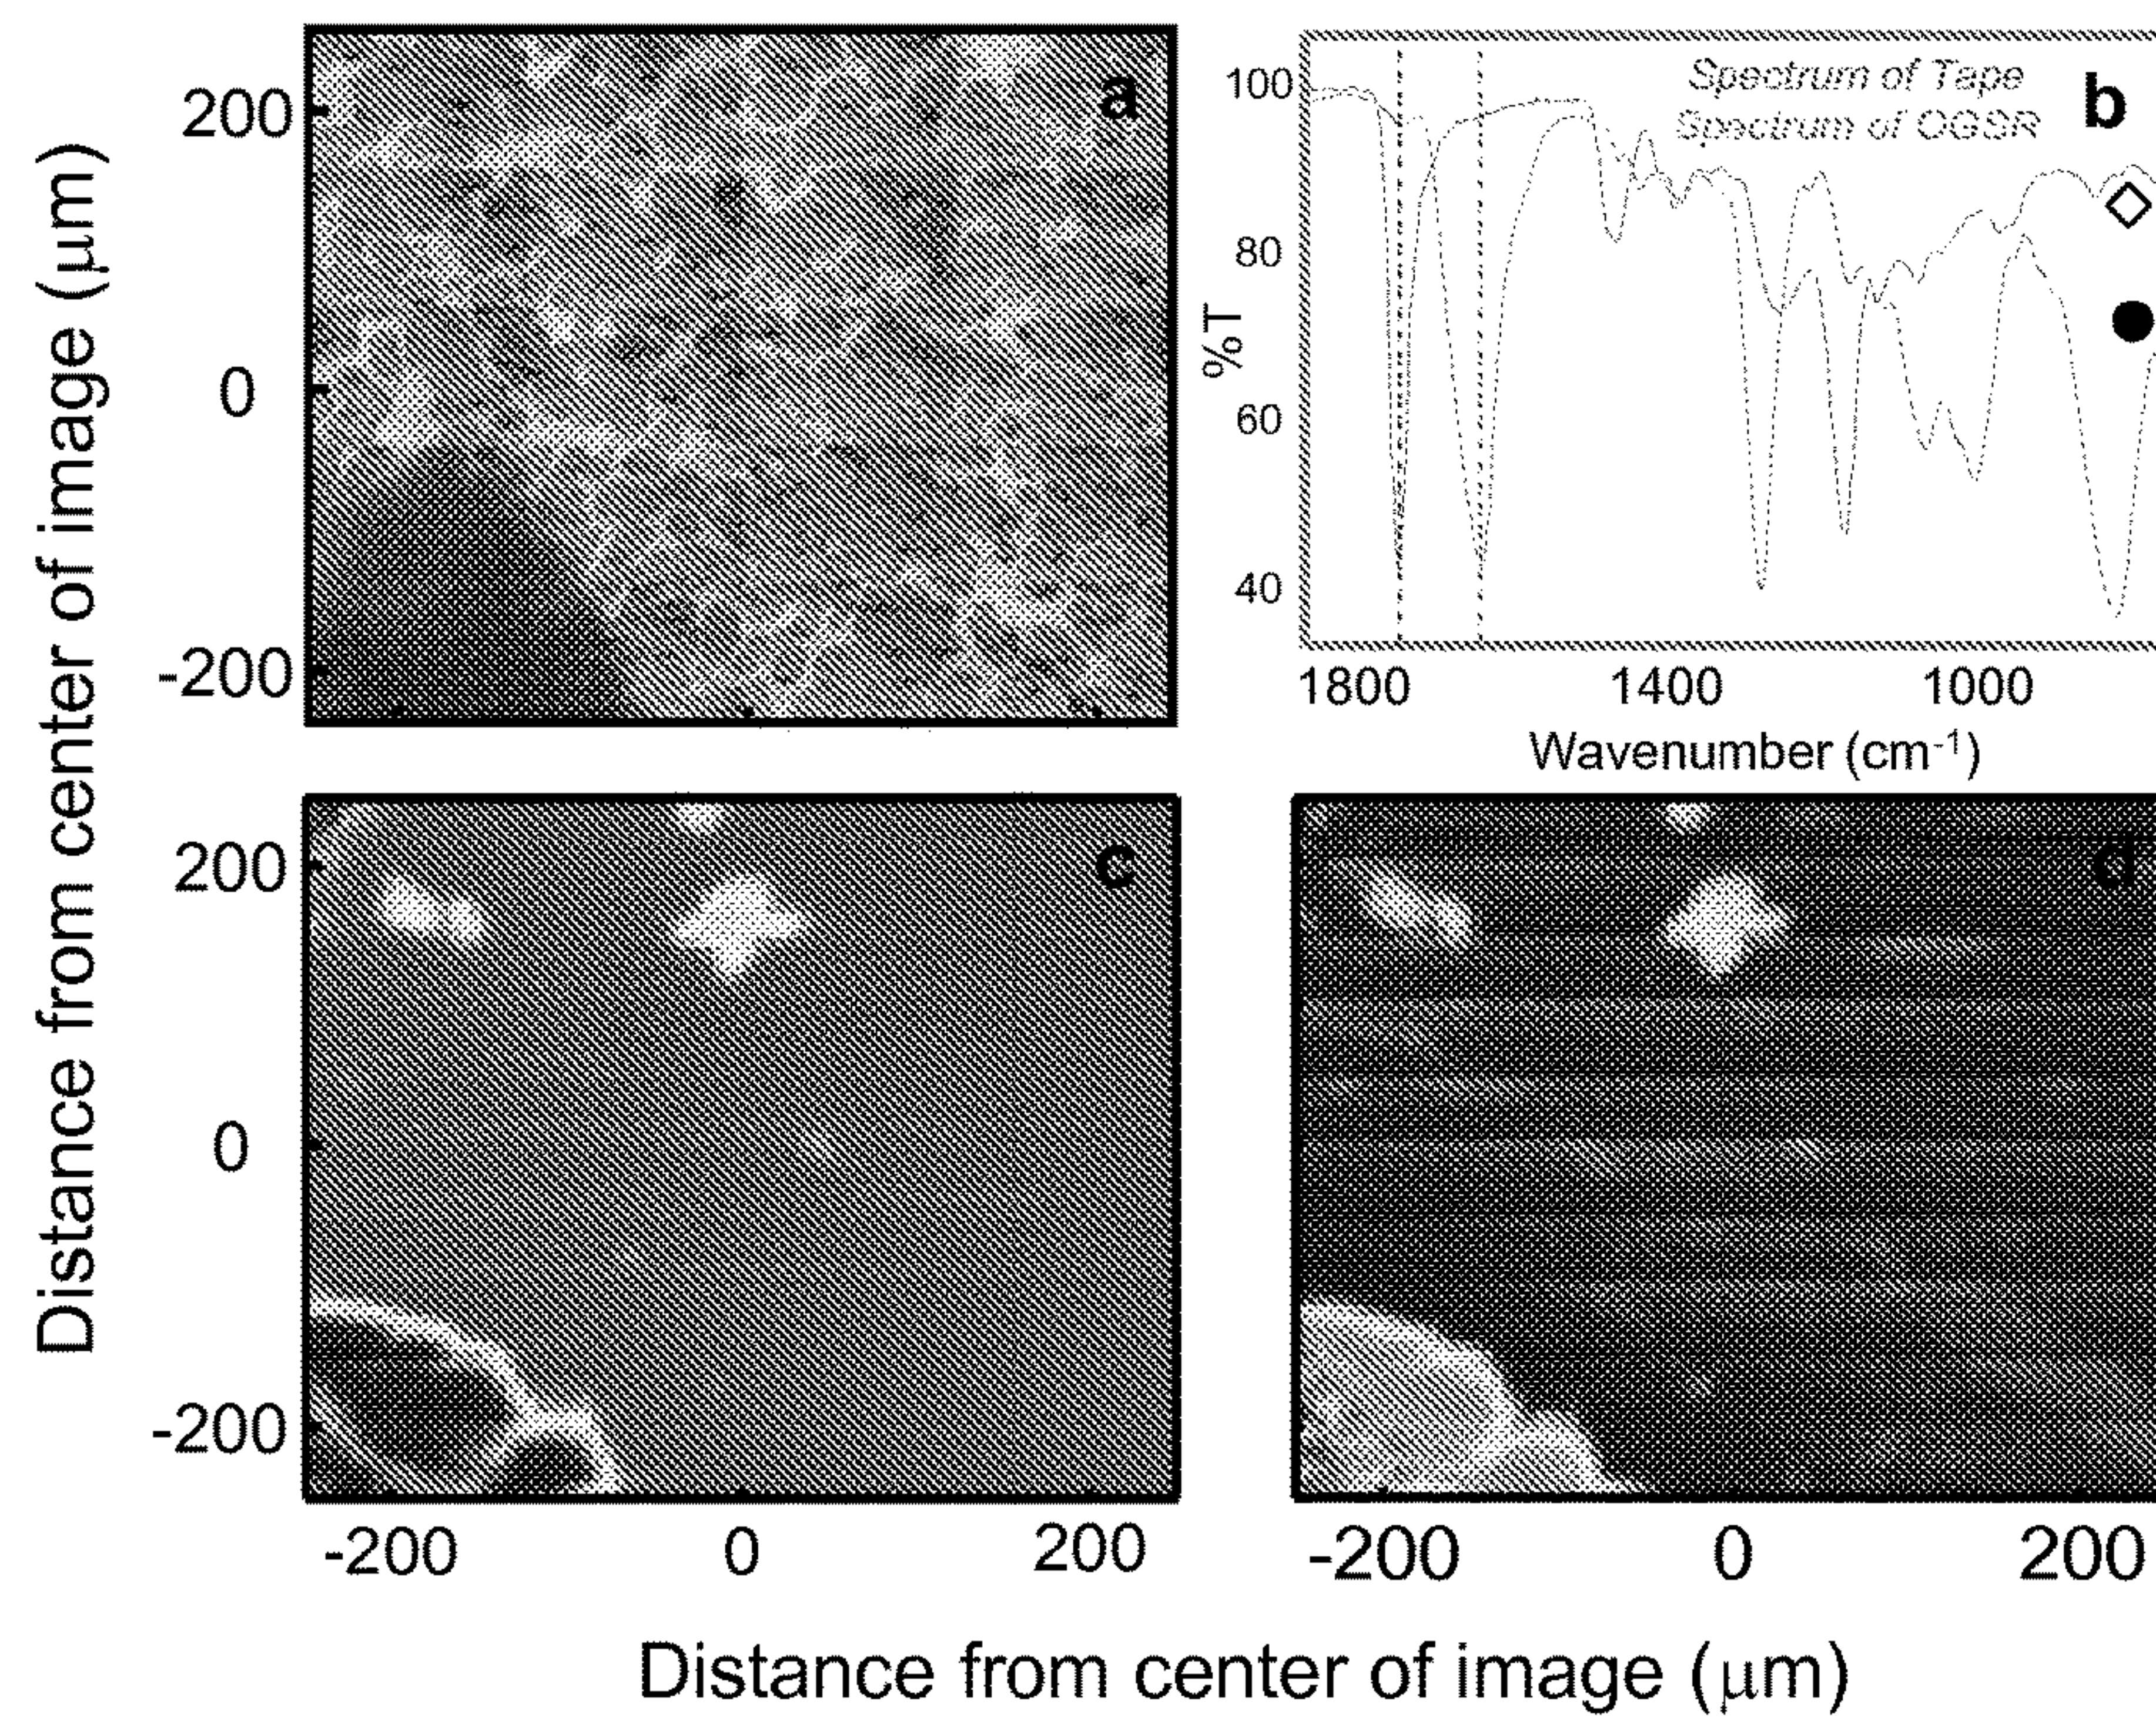 Distance from center of image (μm)
200
0
-200
a
Spectrum of Tape
Spectrum of OGSR
b
100
80
60
40
%T
1800
1400
1000
Wavenumber (cm-1)
200
0
-200
c
d
-200
0
200
-200
0
200
Distance from center of image (μm)